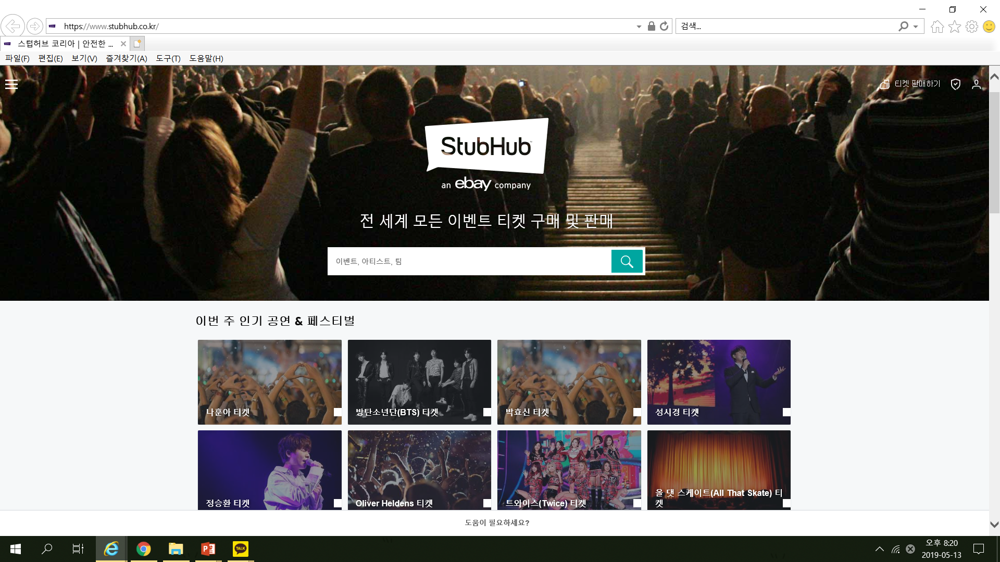 https://www.stubhub.co.kr/
검색...
스텁허브 코리아 | 안전한 ...
파일(F) 편집(E) 보기(V) 즐겨찾기(A) 도구(T) 도움말(H)
티켓 판매하기
StubHub
an ebay company
전 세계 모든 이벤트 티켓 구매 및 판매
이벤트, 아티스트, 팀
이번 주 인기 공연 & 페스티벌
나훈아 티켓
방탄소년단(BTS) 티켓
박효신 티켓
성시경 티켓
정승환 티켓
Oliver Heldens 티켓
트와이스(Twice) 티켓
올 댓 스케이트(All That Skate) 티
켓
도움이 필요하세요?
TALK
오후 8:20
2019-05-13